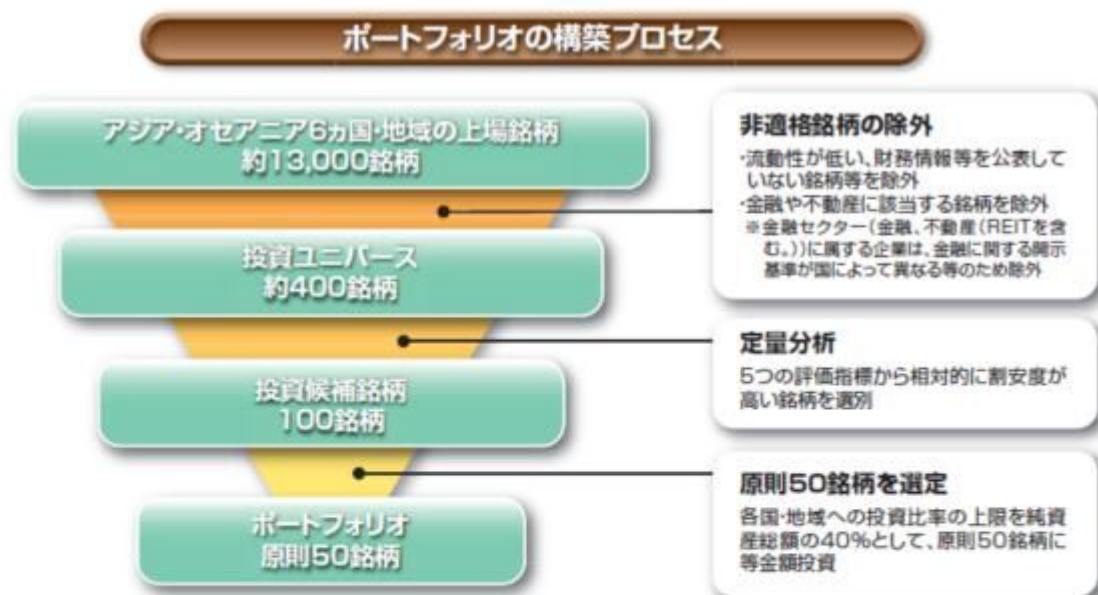 ポートフォリオの構築プロセス
アジア・オセアニア6ヵ国・地域の上場銘柄
約13,000銘柄
非適格銘柄の除外
・流動性が低い、財務情報等を公表して
いない銘柄等を除外
・金融や不動産に該当する銘柄を除外
※金融セクター(金融、不動産(REITを含
む。))に属する企業は、金融に関する開示
基準が国によって異なる等のため除外
投資ユニバース
約400銘柄
定量分析
5つの評価指標から相対的に割安度が
高い銘柄を選別
投資候補銘柄
100銘柄
原則50銘柄を選定
各国・地域への投資比率の上限を純資
産総額の40%として、原則50銘柄に
等金額投資
ポートフォリオ
原則50銘柄